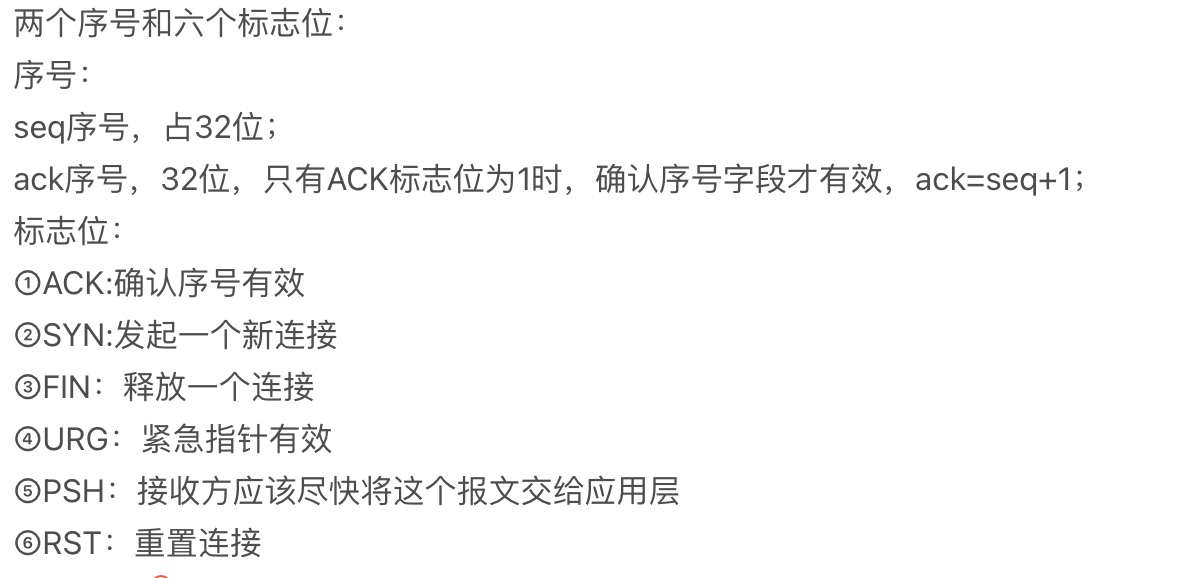 两个序号和六个标志位：
序号：
seq序号，占32位；
ack序号，32位，只有ACK标志位为1时，确认序号字段才有效，ack=seq+1；
标志位：
①ACK:确认序号有效
②SYN:发起一个新连接
③FIN：释放一个连接
④URG：紧急指针有效
⑤PSH：接收方应该尽快将这个报文交给应用层
⑥RST：重置连接